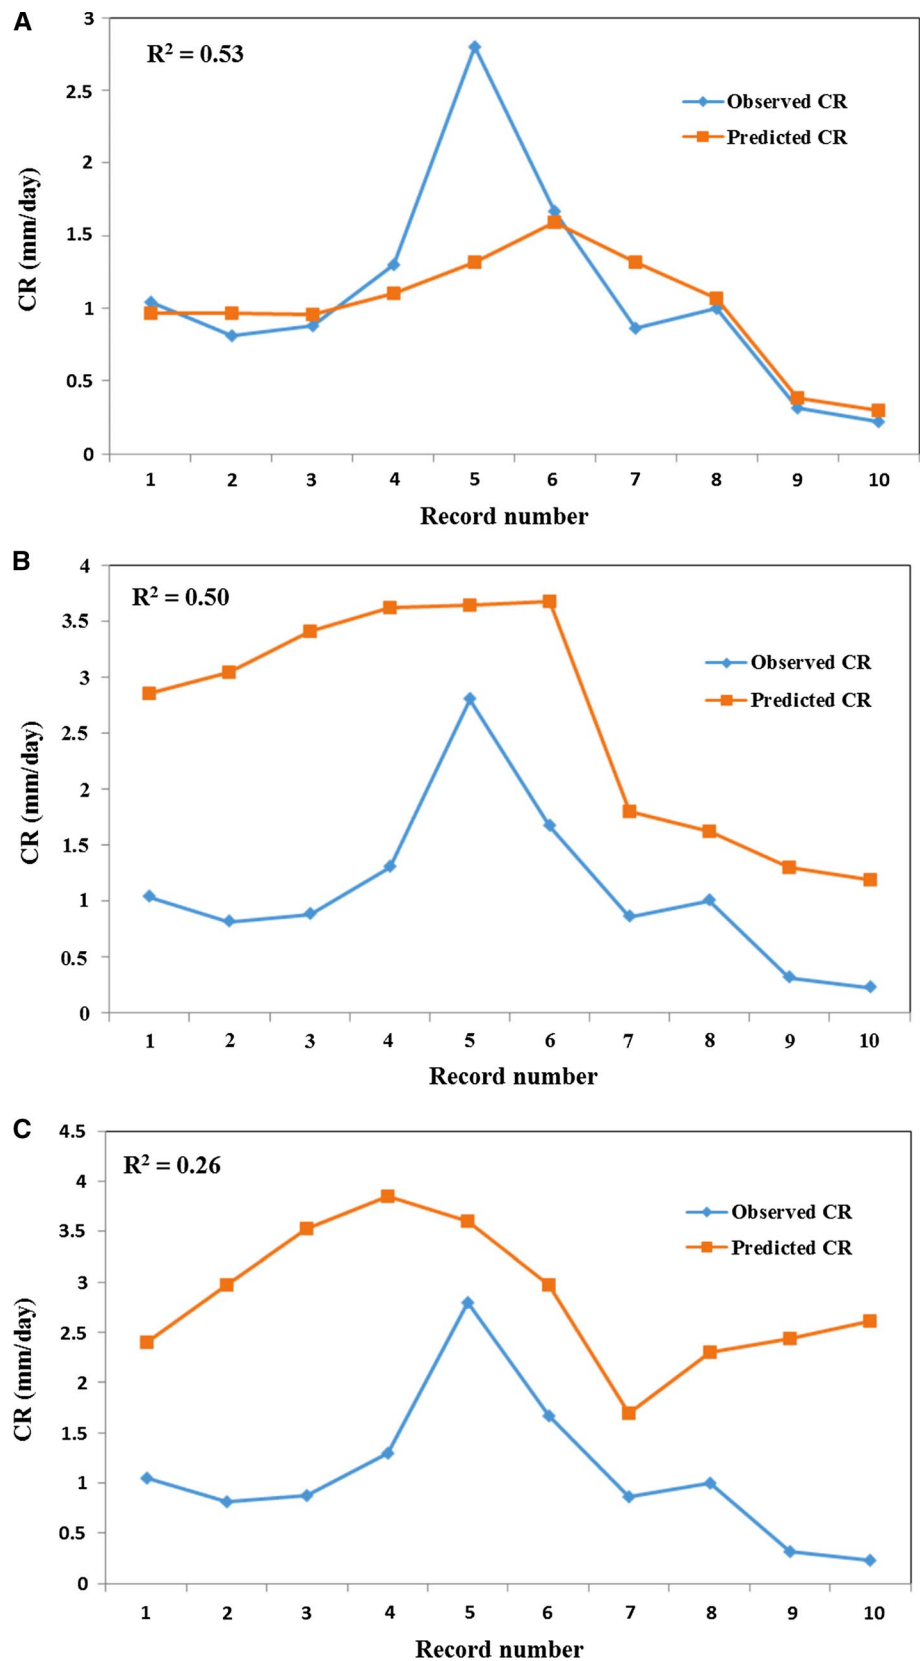 A
R² = 0.53
3
2.5
2
1.5
1
0.5
0
CR (mm/day)
Observed CR
Predicted CR
1 2 3 4 5 6 7 8 9 10
Record number
B
R² = 0.50
4
3.5
3
2.5
2
1.5
1
0.5
0
CR (mm/day)
Observed CR
Predicted CR
1 2 3 4 5 6 7 8 9 10
Record number
C
R² = 0.26
4.5
4
3.5
3
2.5
2
1.5
1
0.5
0
CR (mm/day)
Observed CR
Predicted CR
1 2 3 4 5 6 7 8 9 10
Record number